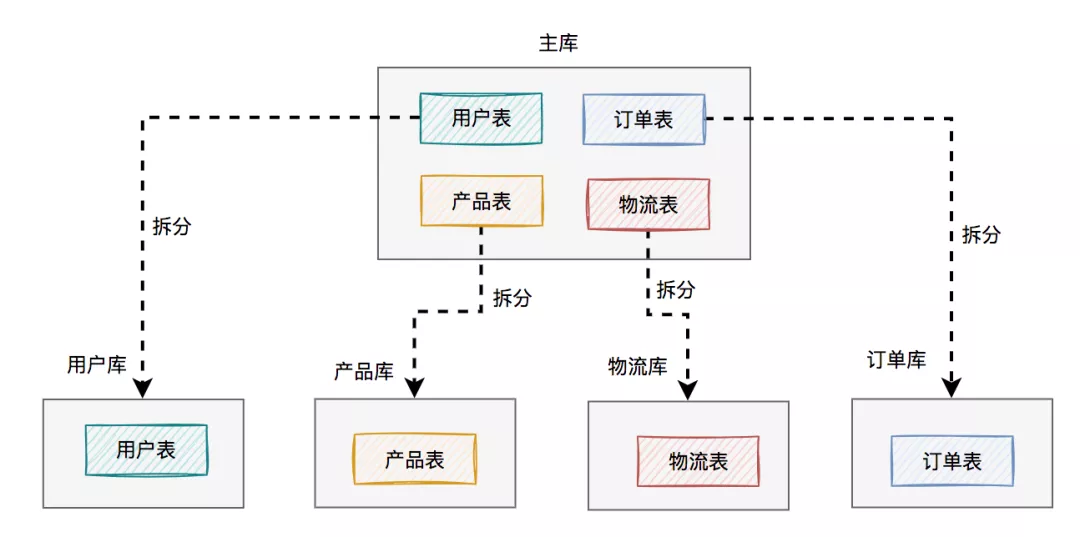 主库
用户表
订单表
产品表
物流表
拆分
拆分
拆分
拆分
用户库
产品库
物流库
订单库
用户表
产品表
物流表
订单表